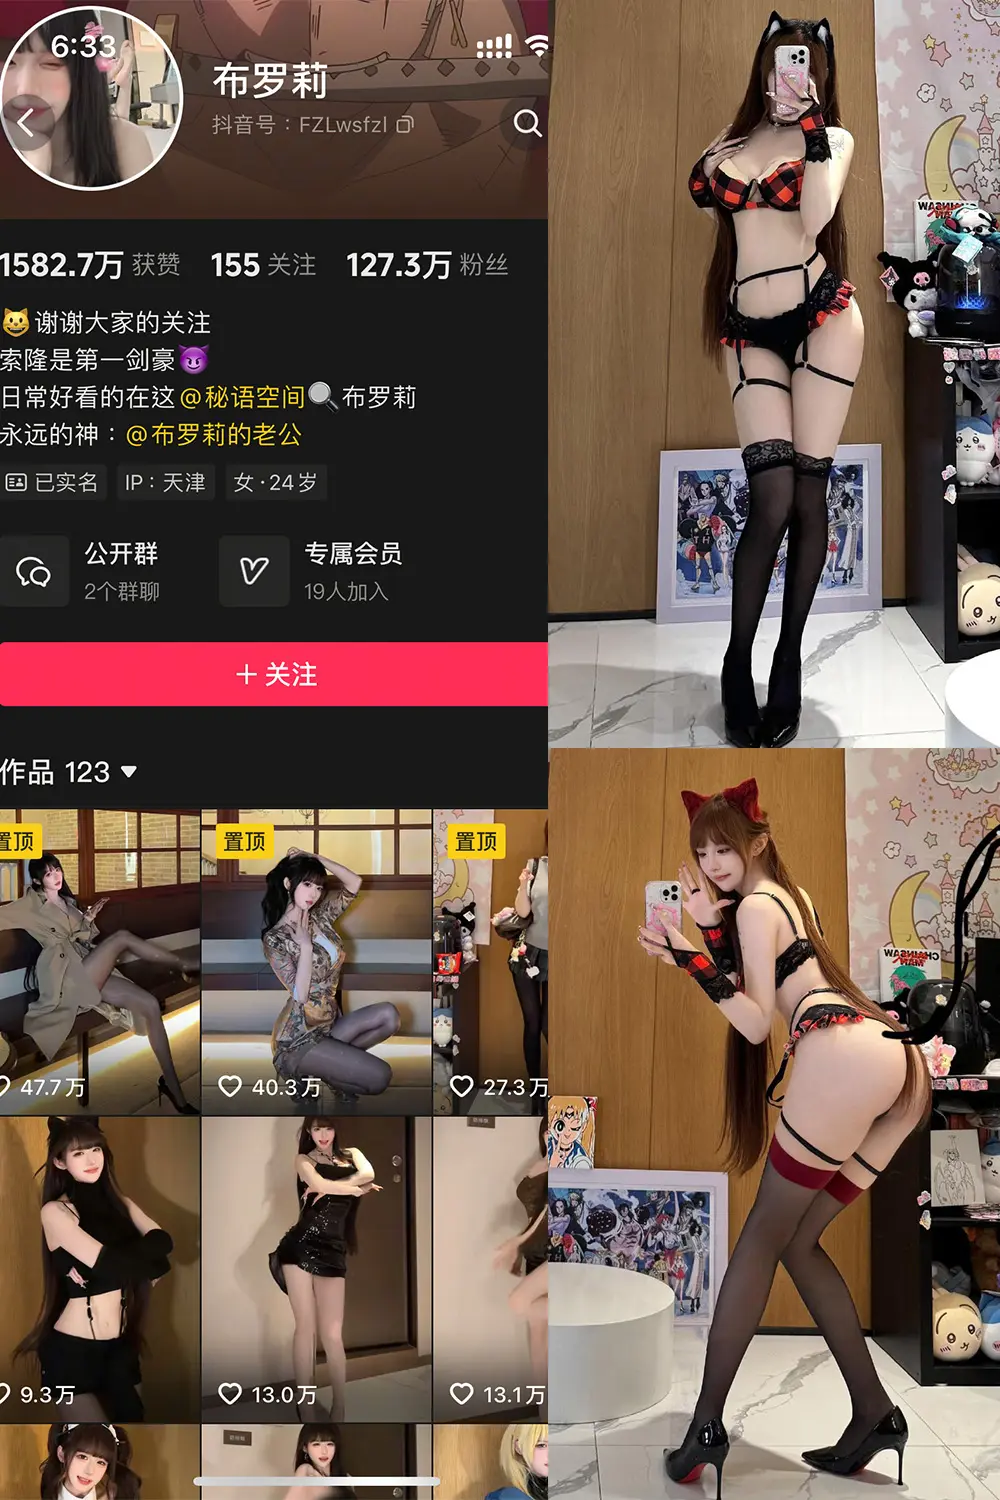 6:33
布罗莉
抖音号：FZLwsfzl
1582.7万 获赞 155 关注 127.3万 粉丝
😺谢谢大家的关注
索隆是第一剑豪😈
日常好看的在这@秘语空间🔍布罗莉
永远的神：@布罗莉的老公
已实名 IP：天津 女·24岁
公开群 专属会员
2个群聊 19人加入
＋关注
作品 123
置顶 置顶 置顶
47.7万 40.3万 27.3万
9.3万 13.0万 13.1万
CHAINSAW
MAN